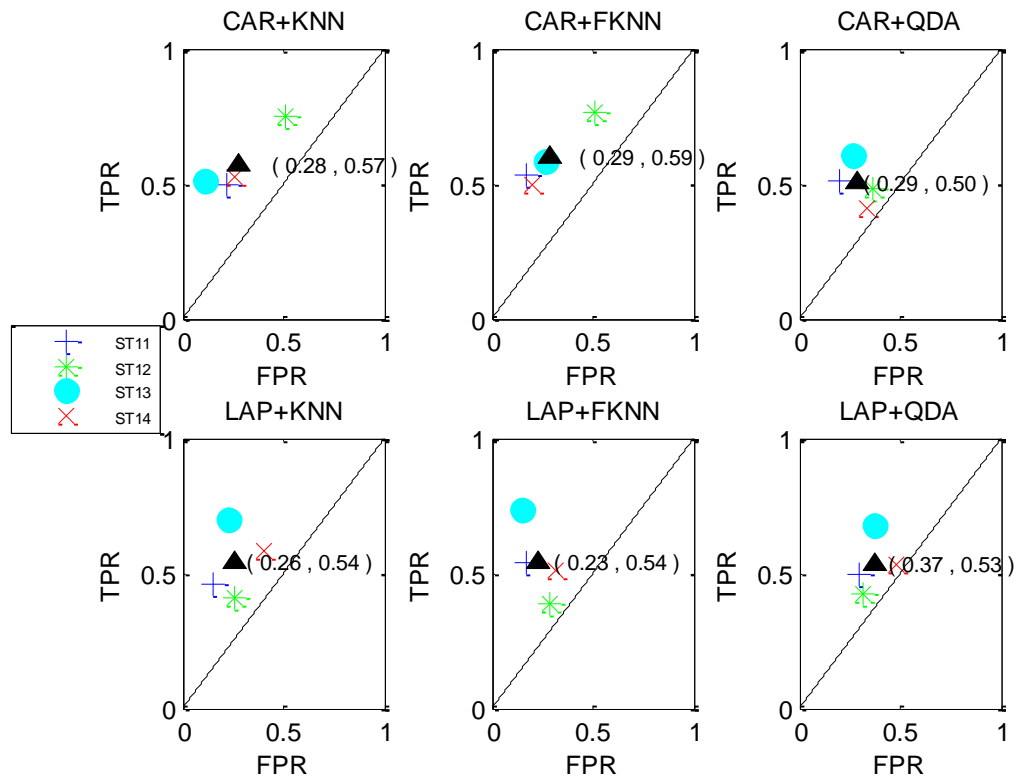 CAR+KNN
1
TPR
0.5
( 0.28 , 0.57 )
0
0 0.5 1
FPR
CAR+FKNN
1
TPR
0.5
( 0.29 , 0.59 )
0
0 0.5 1
FPR
CAR+QDA
1
TPR
0.5
( 0.29 , 0.50 )
0
0 0.5 1
FPR
ST11
ST12
ST13
ST14
LAP+KNN
1
TPR
0.5
( 0.26 , 0.54 )
0
0 0.5 1
FPR
LAP+FKNN
1
TPR
0.5
( 0.23 , 0.54 )
0
0 0.5 1
FPR
LAP+QDA
1
TPR
0.5
( 0.37 , 0.53 )
0
0 0.5 1
FPR